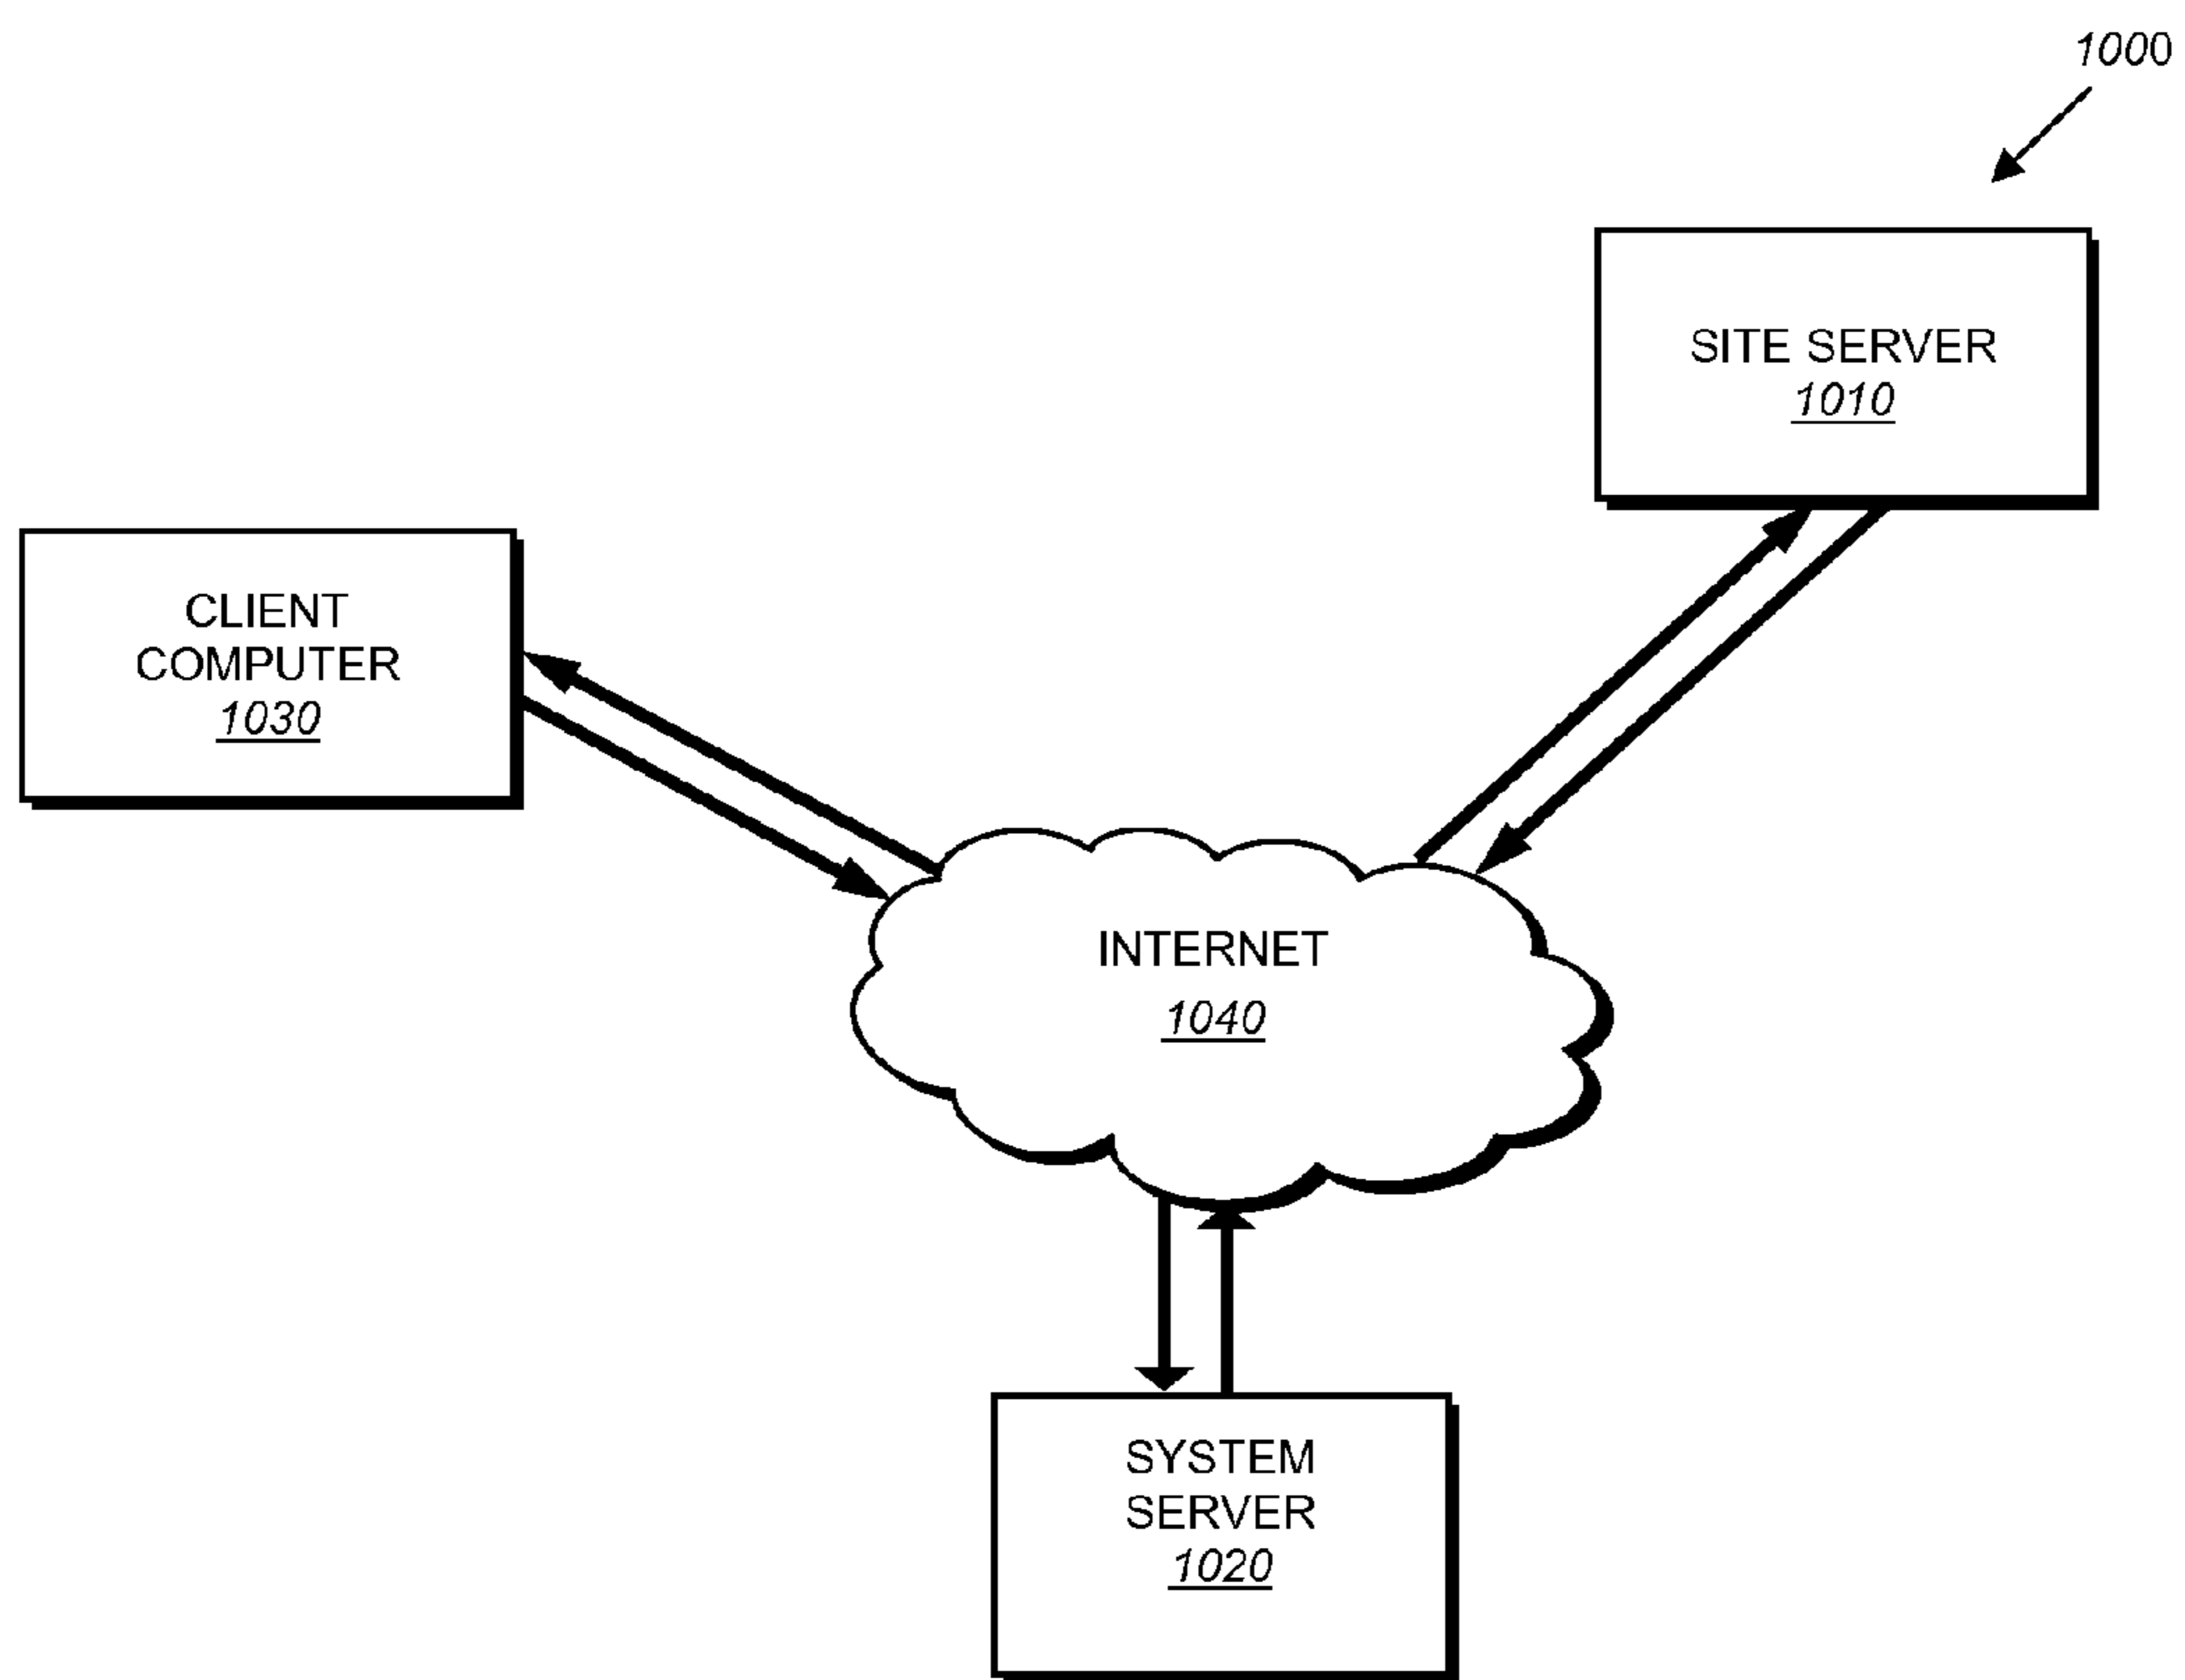 1000
SITE SERVER
1010
CLIENT
COMPUTER
1030
INTERNET
1040
SYSTEM
SERVER
1020